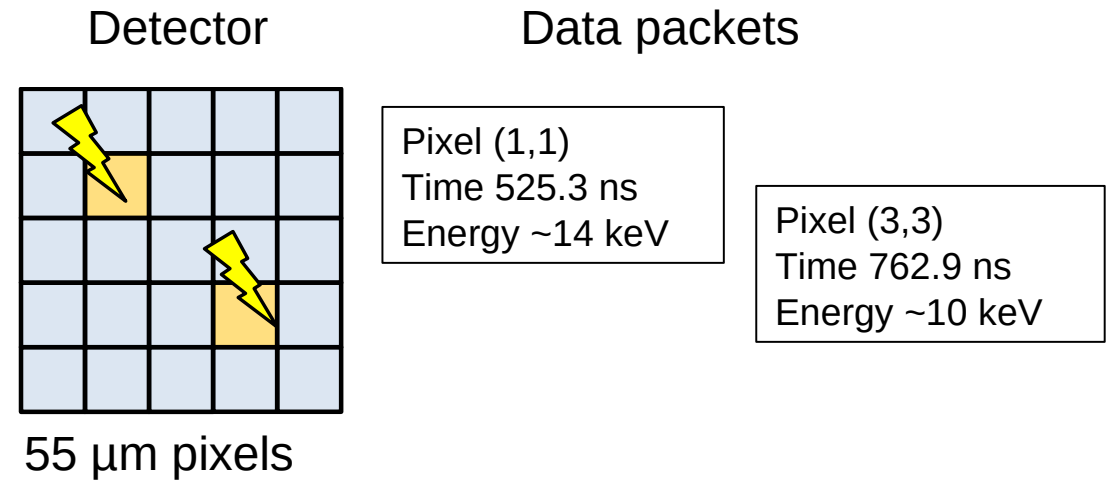 Detector
Data packets
Pixel (1,1)
Time 525.3 ns
Energy ~14 keV
Pixel (3,3)
Time 762.9 ns
Energy ~10 keV
55 µm pixels